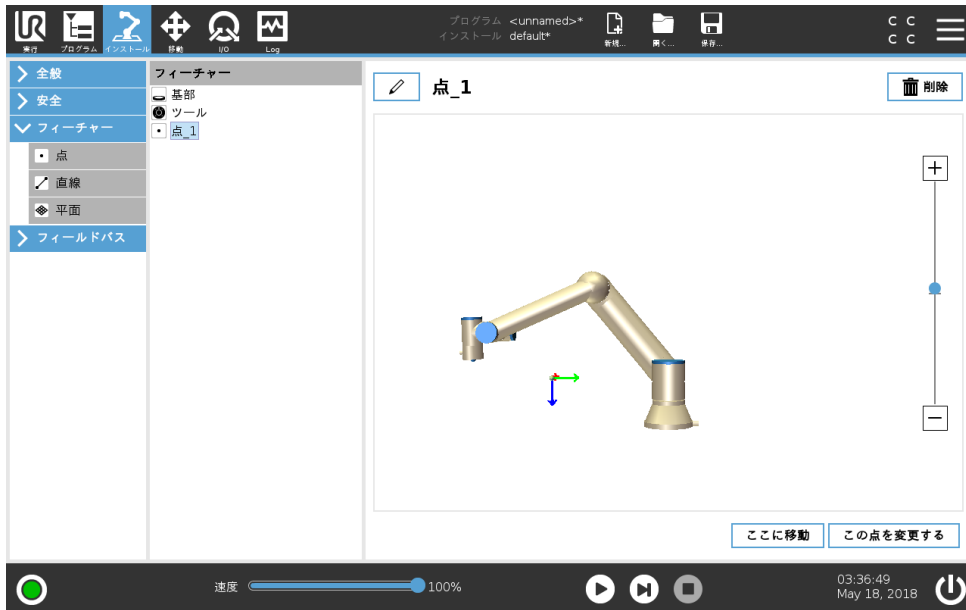 UR
実行
プログラム
インストール
移動
I/O
Log
プログラム <unnamed>*
インストール default*
新規...
開く...
保存...
C C
C C
全般
安全
フィーチャー
点
直線
平面
フィールドバス
フィーチャー
基部
ツール
点_1
点_1
削除
+
−
ここに移動
この点を変更する
速度
100%
03:36:49
May 18, 2018